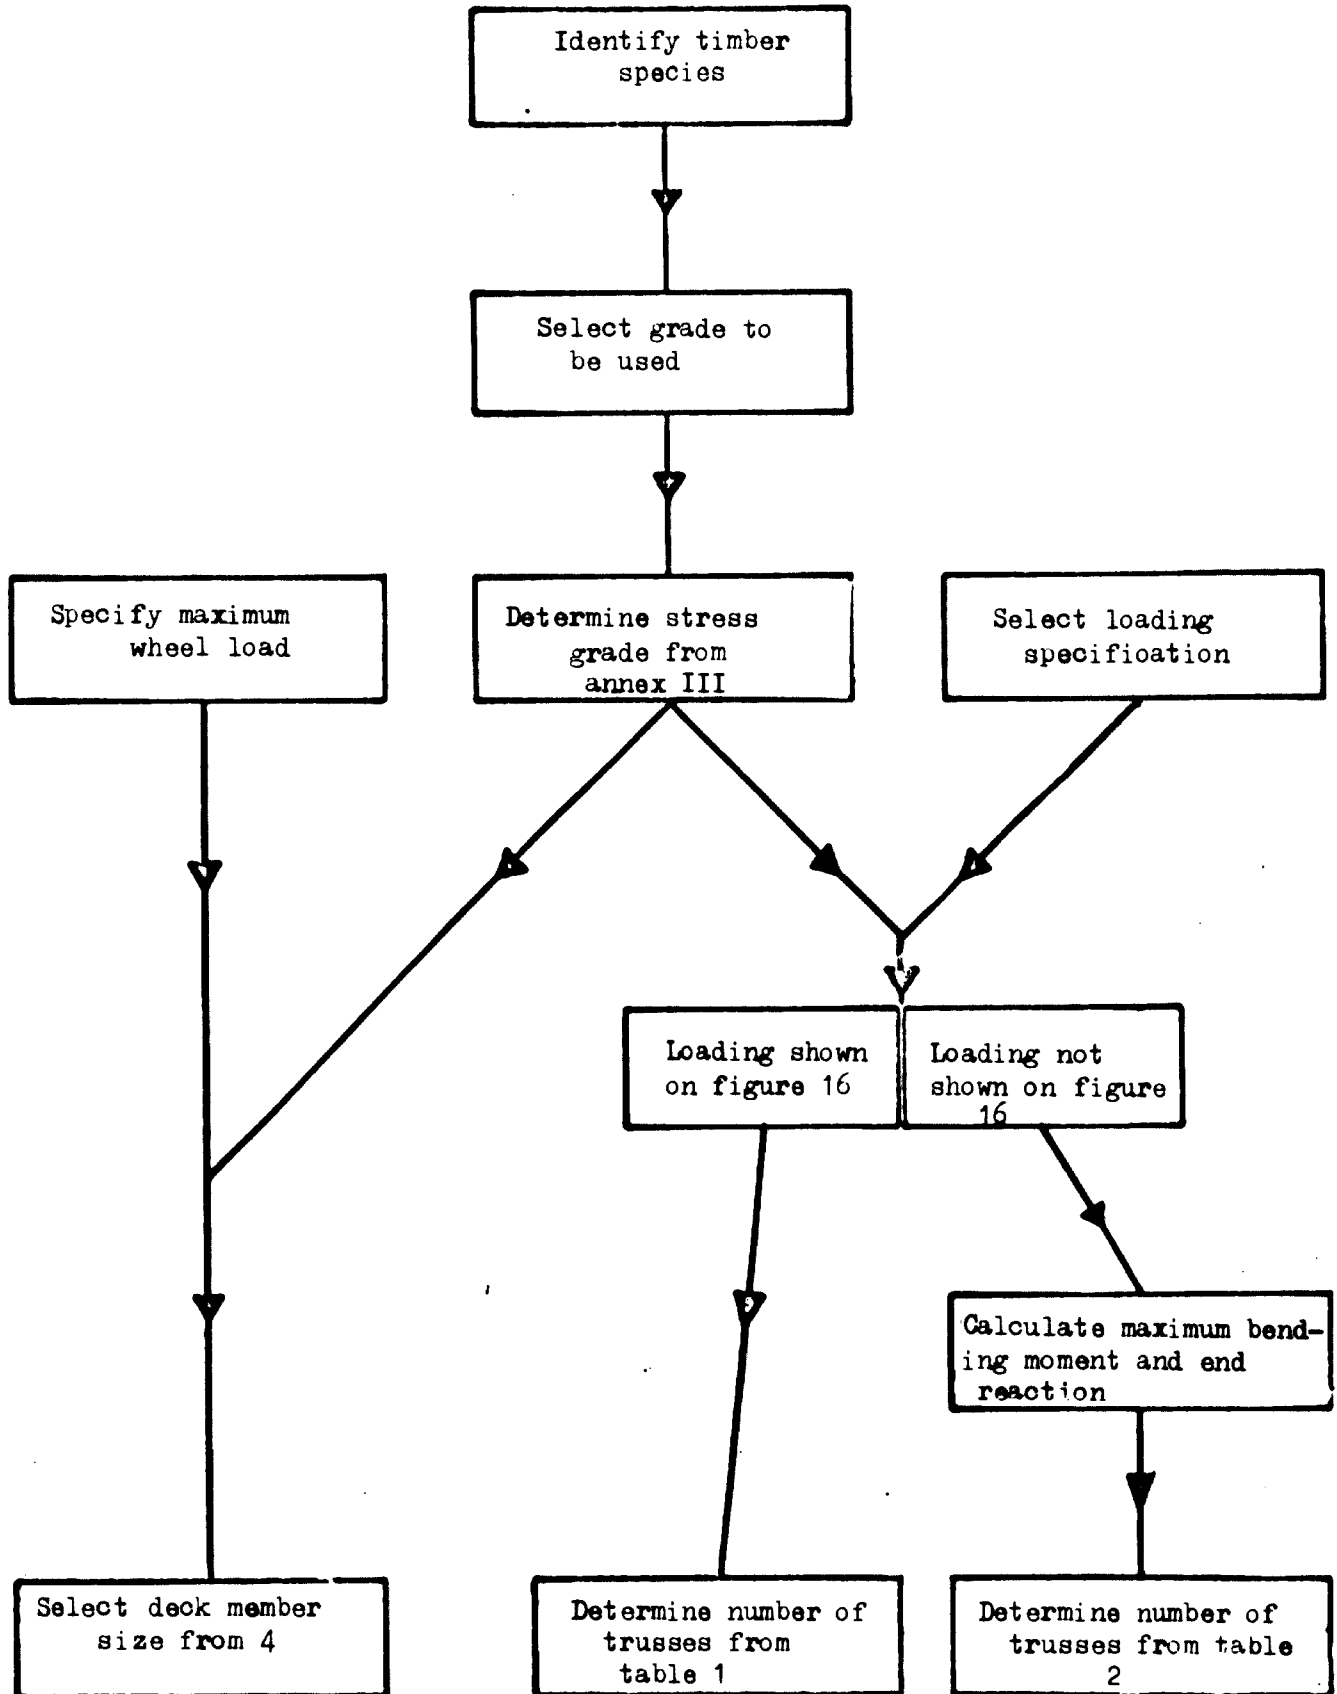 Identify timber
species
Select grade to
be used
Specify maximum
wheel load
Determine stress
grade from
annex III
Select loading
specifioation
Loading shown
on figure 16
Loading not
shown on figure
16
Calculate maximum bend-
ing moment and end
reaction
Select deck member
size from 4
Determine number of
trusses from
table 1
Determine number of
trusses from table
2